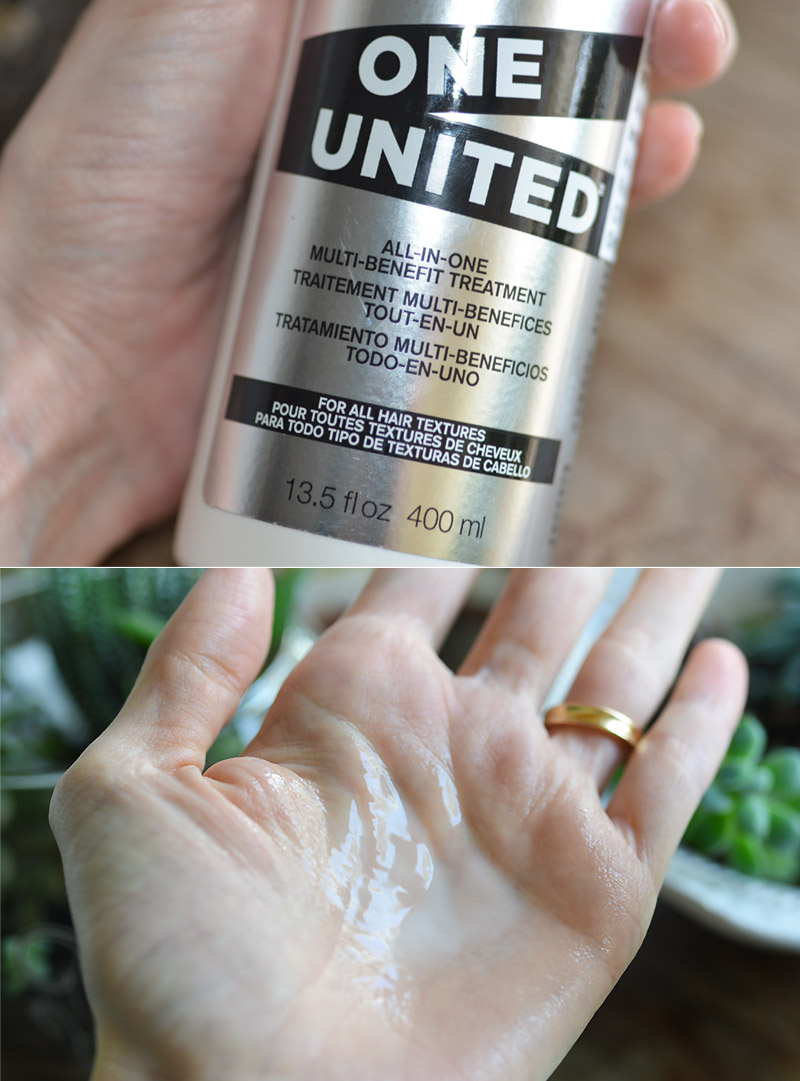 ONE
UNITED™
ALL-IN-ONE
MULTI-BENEFIT TREATMENT
TRAITEMENT MULTI-BENEFICES
TOUT-EN-UN
TRATAMIENTO MULTI-BENEFICIOS
TODO-EN-UNO
FOR ALL HAIR TEXTURES
POUR TOUTES TEXTURES DE CHEVEUX
PARA TODO TIPO DE TEXTURAS DE CABELLO
13.5 fl oz 400 ml